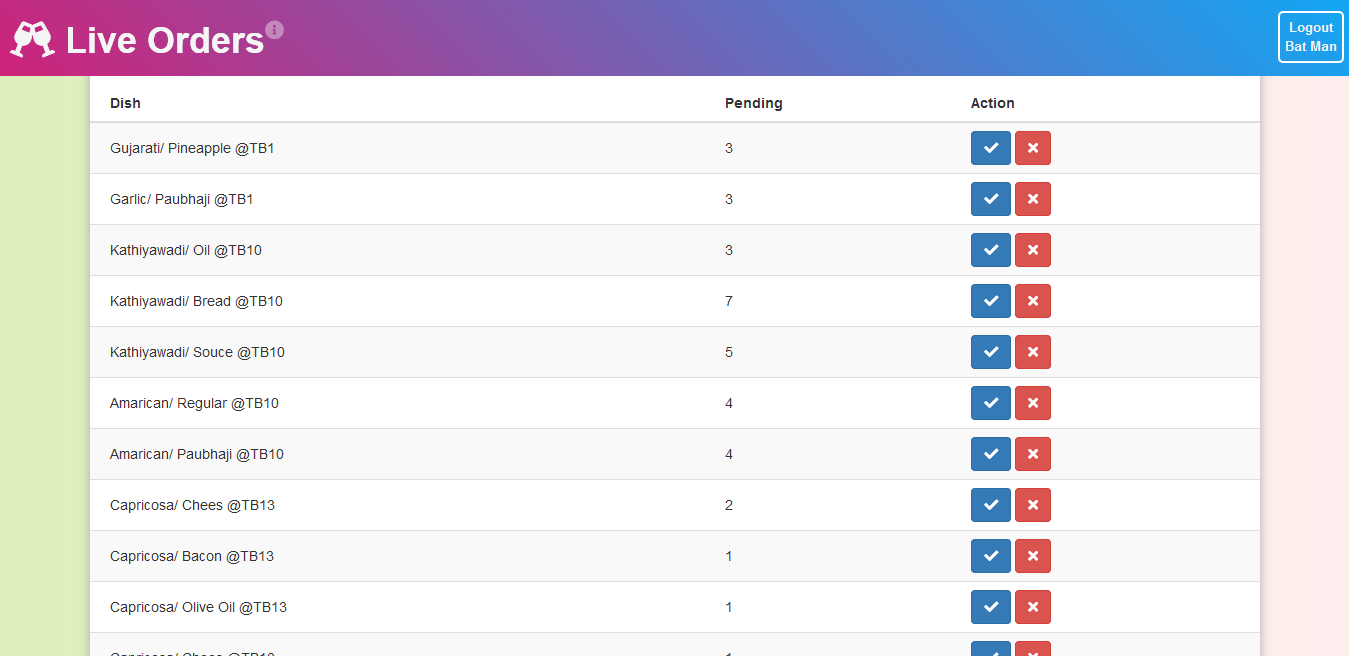 Live Orders
Logout
Bat Man
Dish Pending Action
Gujarati/ Pineapple @TB1 3
Garlic/ Paubhaji @TB1 3
Kathiyawadi/ Oil @TB10 3
Kathiyawadi/ Bread @TB10 7
Kathiyawadi/ Souce @TB10 5
Amarican/ Regular @TB10 4
Amarican/ Paubhaji @TB10 4
Capricosa/ Chees @TB13 2
Capricosa/ Bacon @TB13 1
Capricosa/ Olive Oil @TB13 1